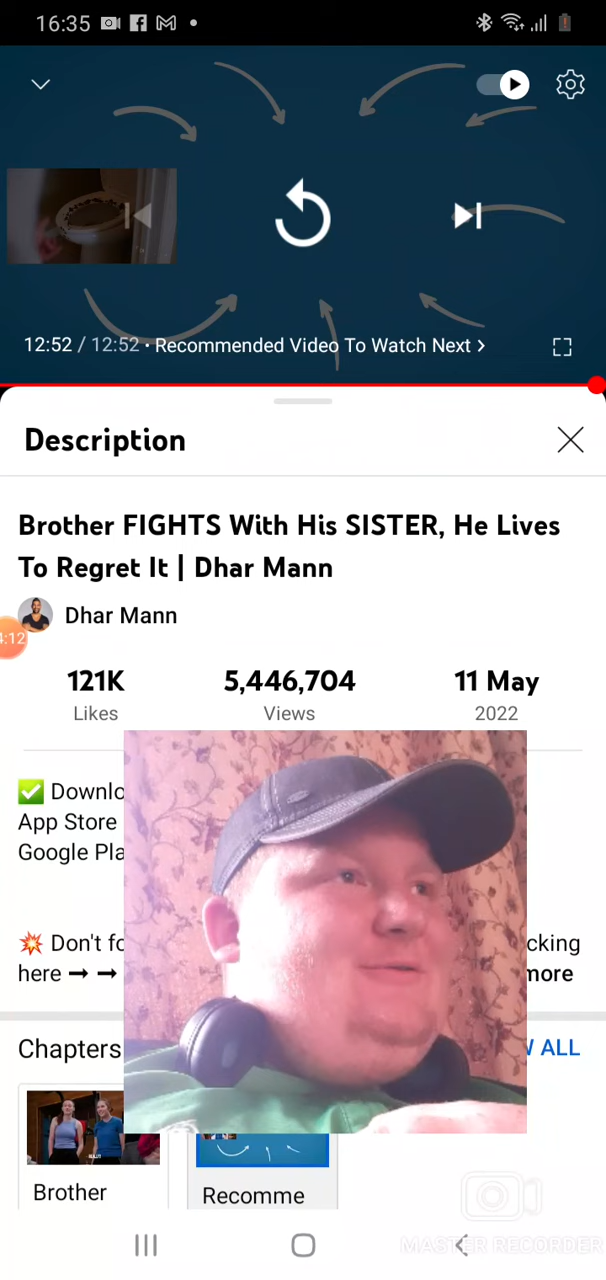 16:35
12:52 / 12:52 • Recommended Video To Watch Next >
Description
Brother FIGHTS With His SISTER, He Lives
To Regret It | Dhar Mann
Dhar Mann
4:12
121K 5,446,704 11 May
Likes Views 2022
✅ Downlo
App Store
Google Pla
💥 Don't fo cking
here ➞ ➞ more
Chapters W ALL
Brother Recomme
MASTER RECORDER